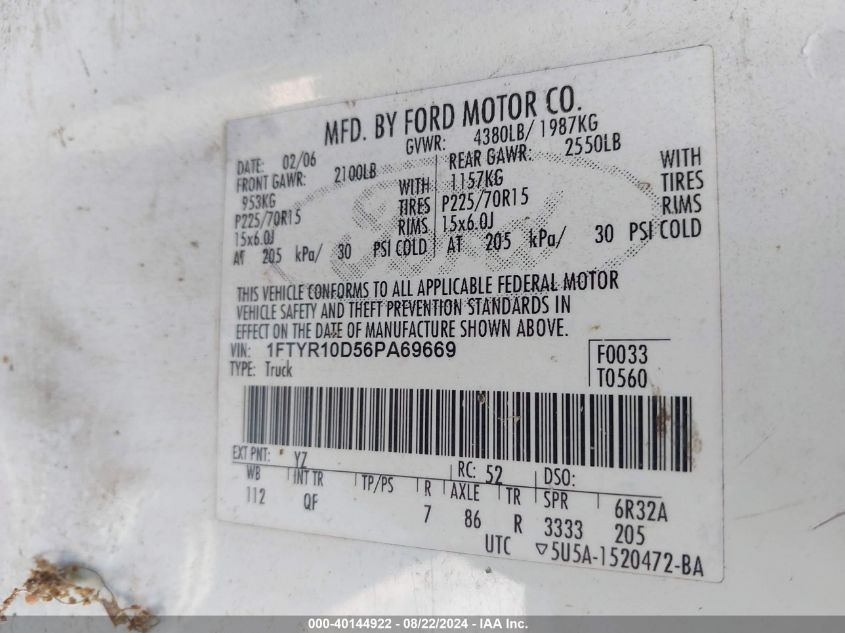 MFD. BY FORD MOTOR CO.
DATE: 02/06 GVWR: 4380LB/ 1987KG
FRONT GAWR: 2100LB REAR GAWR: 2550LB
953KG WITH 1157KG WITH
P225/70R15 TIRES P225/70R15 TIRES
15x6.0J RIMS 15x6.0J RIMS
AT 205 kPa/ 30 PSI COLD AT 205 kPa/ 30 PSI COLD
THIS VEHICLE CONFORMS TO ALL APPLICABLE FEDERAL MOTOR
VEHICLE SAFETY AND THEFT PREVENTION STANDARDS IN
EFFECT ON THE DATE OF MANUFACTURE SHOWN ABOVE.
VIN: 1FTYR10D56PA69669 F0033
TYPE: Truck T0560
EXT PNT: YZ RC: 52 DSO:
WB INT TR TP/PS R AXLE TR SPR 6R32A
112 QF 7 86 R 3333 205
UTC ▽5U5A-1520472-BA
000-40144922 - 08/22/2024 - IAA Inc.